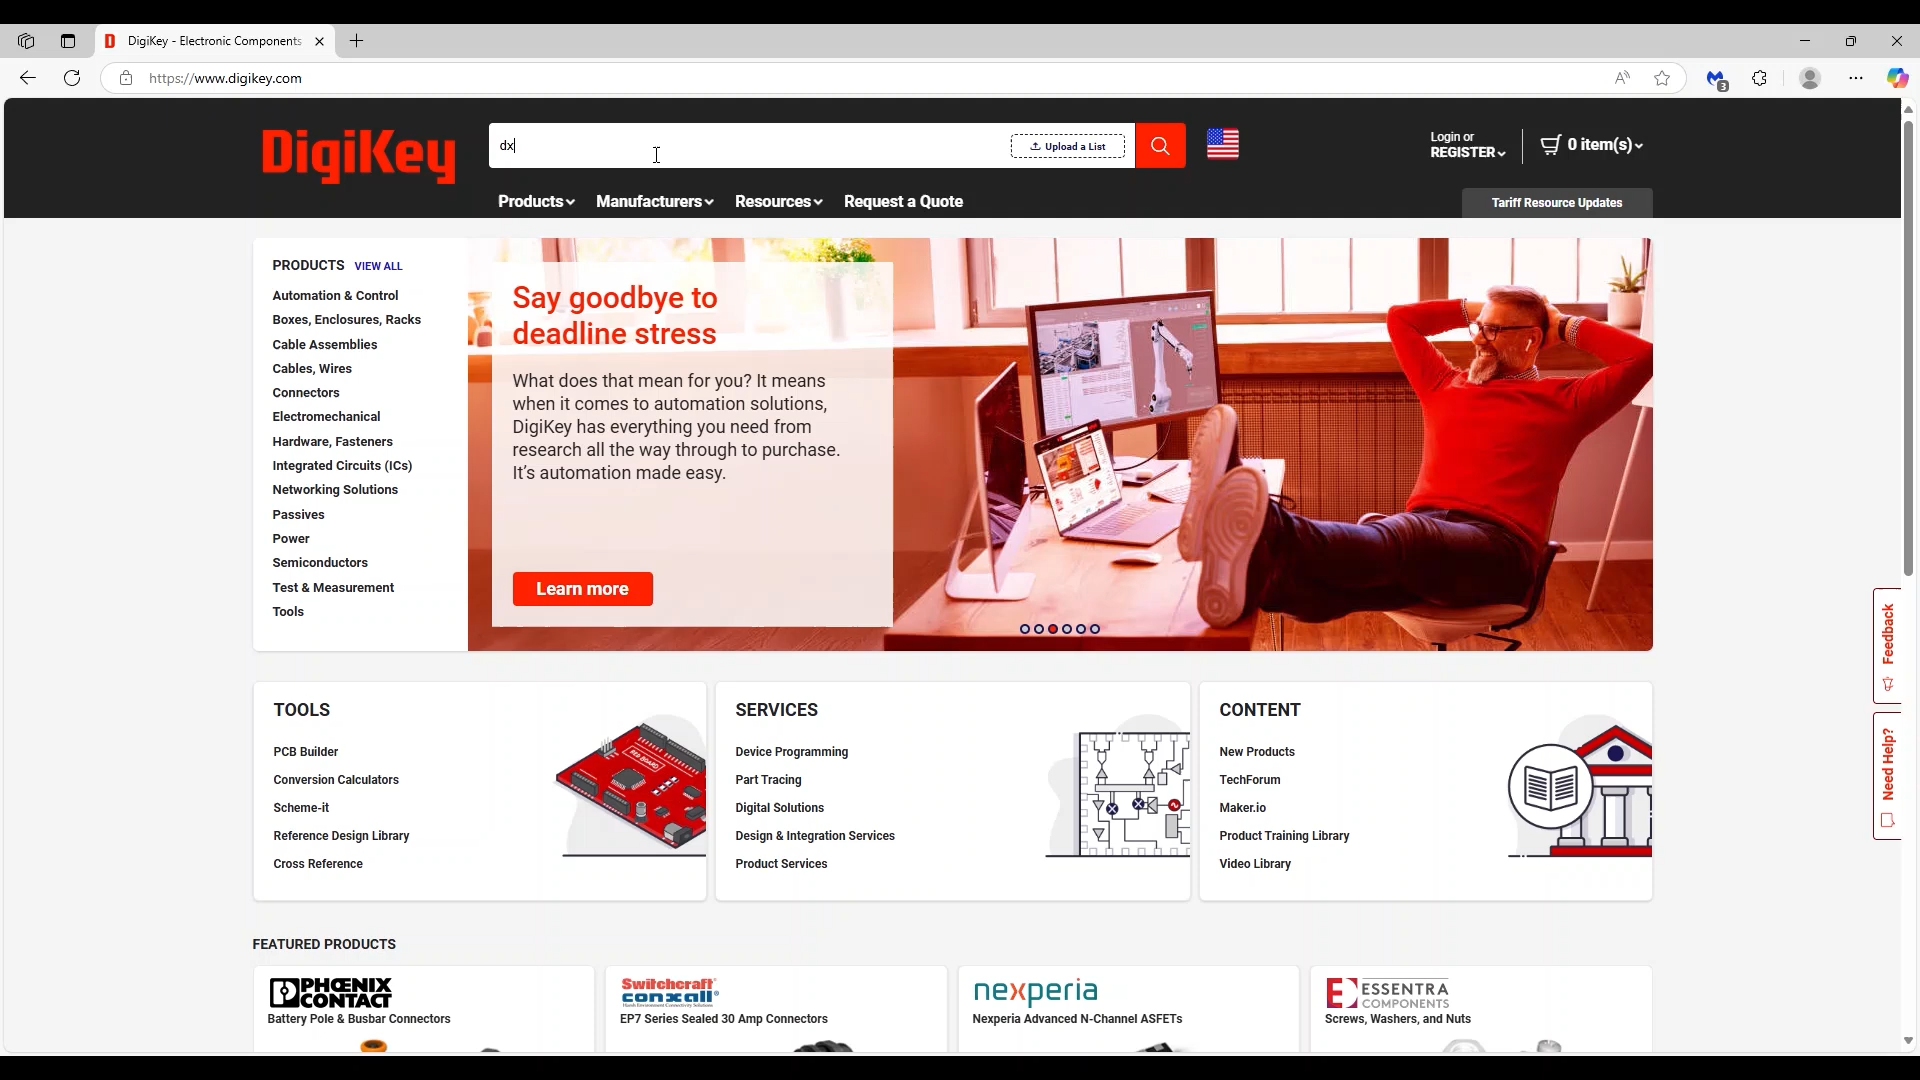 DigiKey - Electronic Components
https://www.digikey.com
3
DigiKey
dx
Upload a List
Login or
REGISTER
0 item(s)
Products
Manufacturers
Resources
Request a Quote
Tariff Resource Updates
PRODUCTS VIEW ALL
Automation & Control
Boxes, Enclosures, Racks
Cable Assemblies
Cables, Wires
Connectors
Electromechanical
Hardware, Fasteners
Integrated Circuits (ICs)
Networking Solutions
Passives
Power
Semiconductors
Test & Measurement
Tools
Say goodbye to
deadline stress
What does that mean for you? It means
when it comes to automation solutions,
DigiKey has everything you need from
research all the way through to purchase.
It's automation made easy.
Learn more
Feedback
Need Help?
TOOLS
PCB Builder
Conversion Calculators
Scheme-it
Reference Design Library
Cross Reference
RED BOARD
SERVICES
Device Programming
Part Tracing
Digital Solutions
Design & Integration Services
Product Services
CONTENT
New Products
TechForum
Maker.io
Product Training Library
Video Library
FEATURED PRODUCTS
PHŒNIX
CONTACT
Battery Pole & Busbar Connectors
Switchcraft®
conxall®
EP7 Series Sealed 30 Amp Connectors
nexperia
Nexperia Advanced N-Channel ASFETs
ESSENTRA
COMPONENTS
Screws, Washers, and Nuts